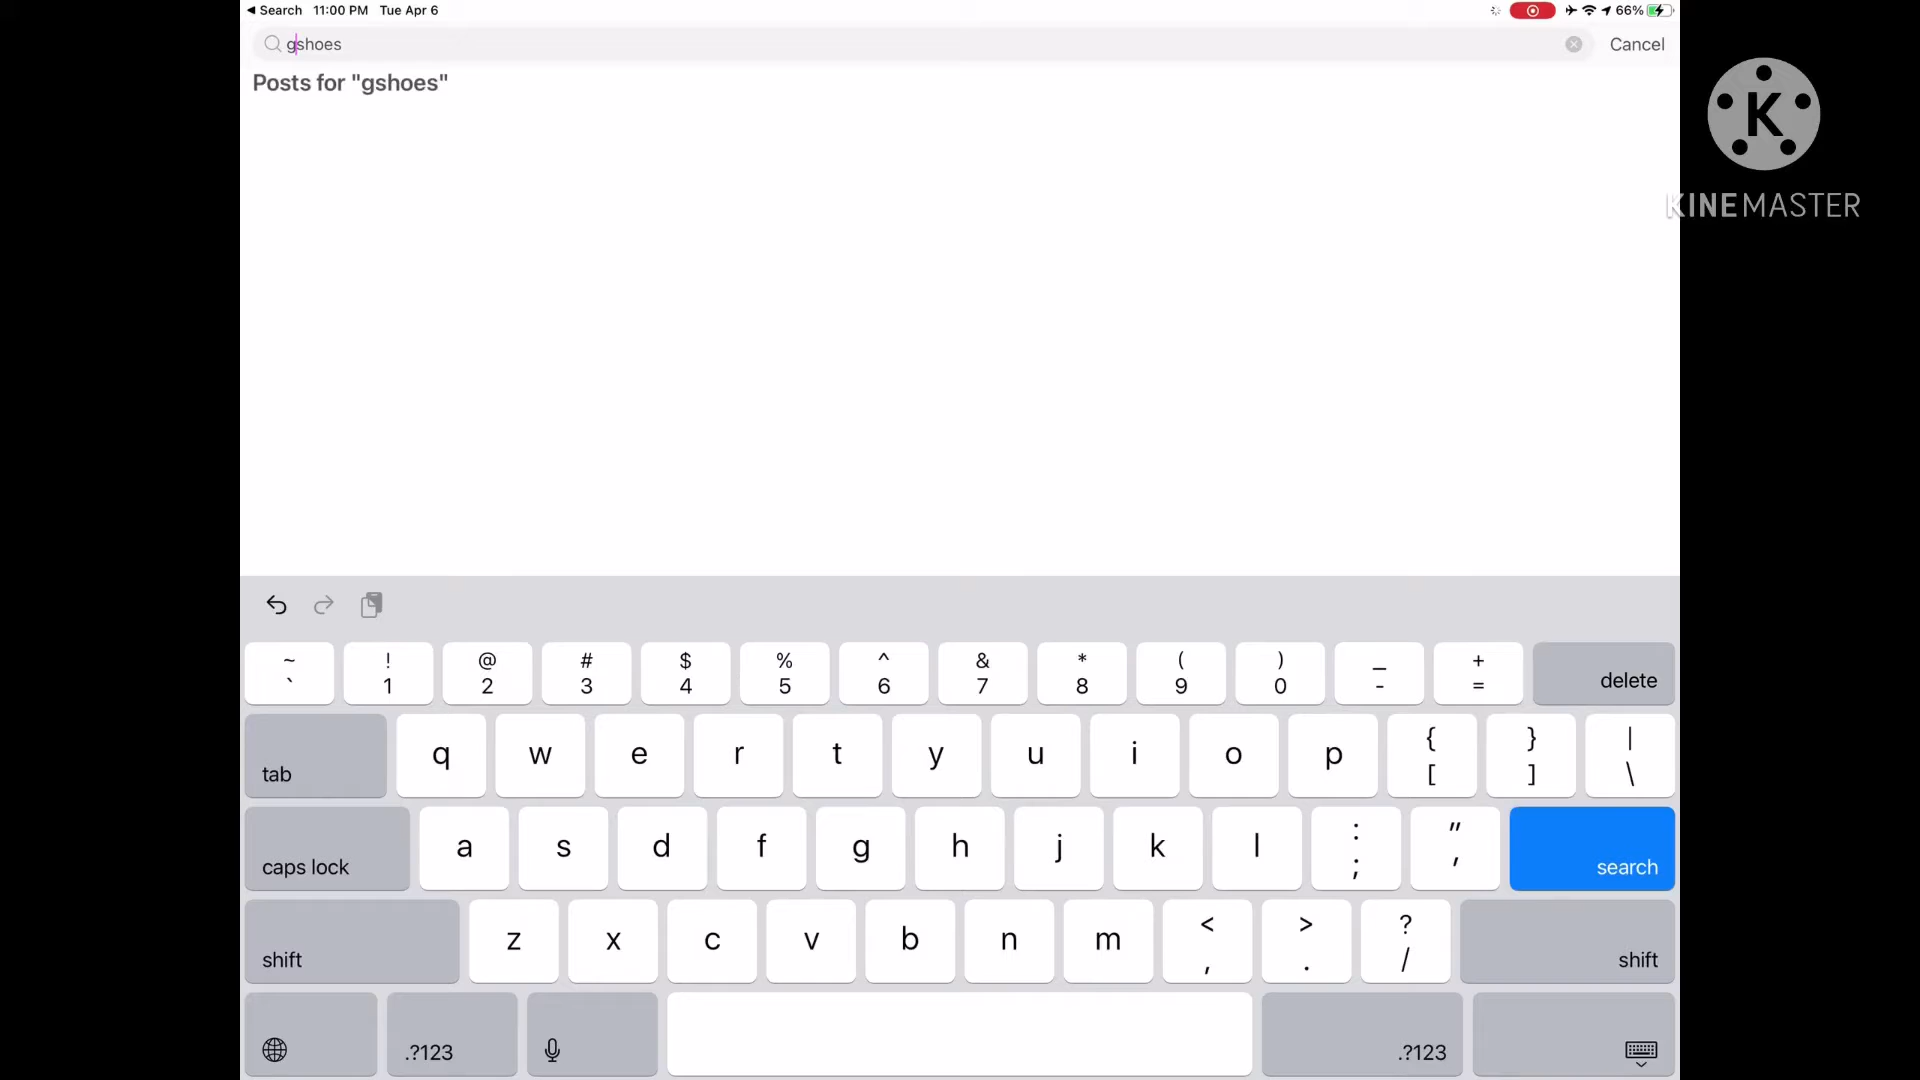 Search 11:00 PM Tue Apr 6 66%
gshoes Cancel
Posts for "gshoes"
K
KINEMASTER
~ ! @ # $ % ^ & * ( ) _ +
` 1 2 3 4 5 6 7 8 9 0 - = delete
tab q w e r t y u i o p { [ } ] | \
caps lock a s d f g h j k l : ; " ' search
shift z x c v b n m < , > . ? / shift
.?123 .?123